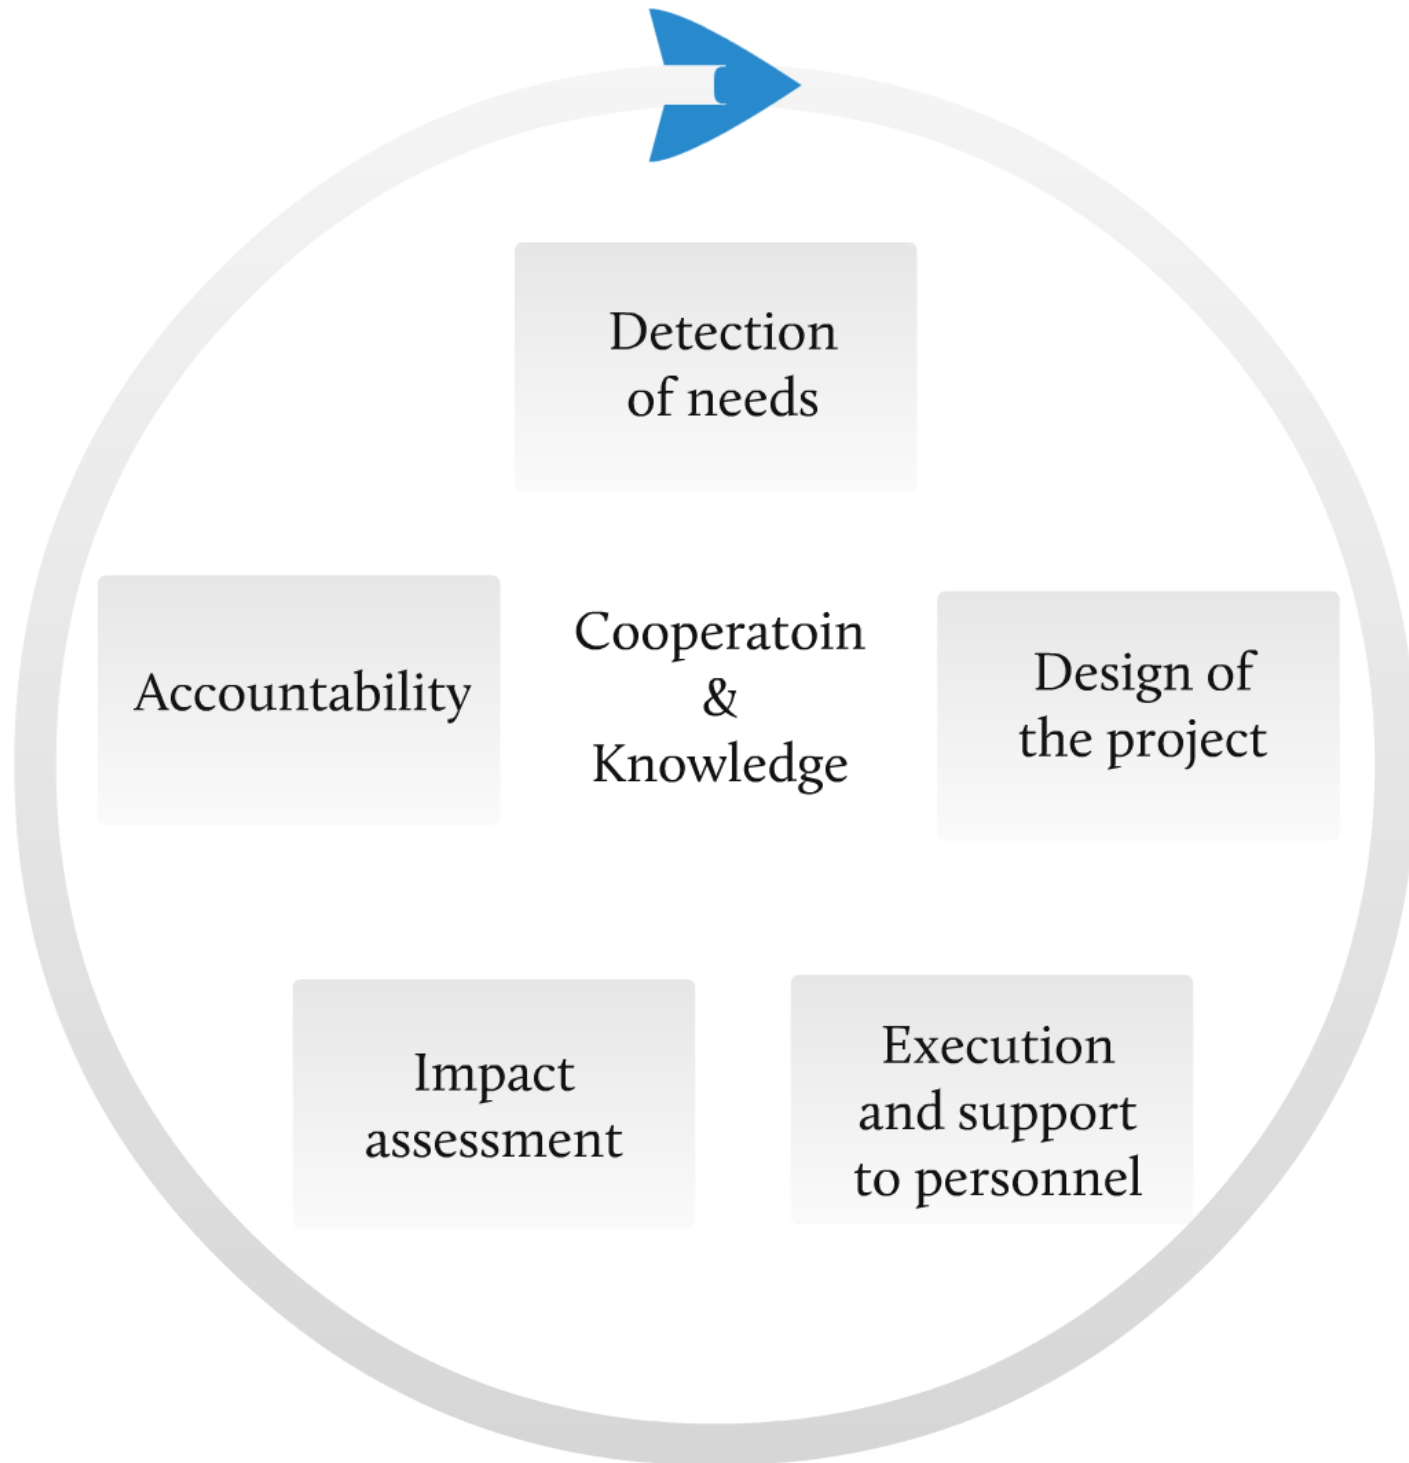 Detection
of needs
Accountability
Cooperatoin
&
Knowledge
Design of
the project
Impact
assessment
Execution
and support
to personnel